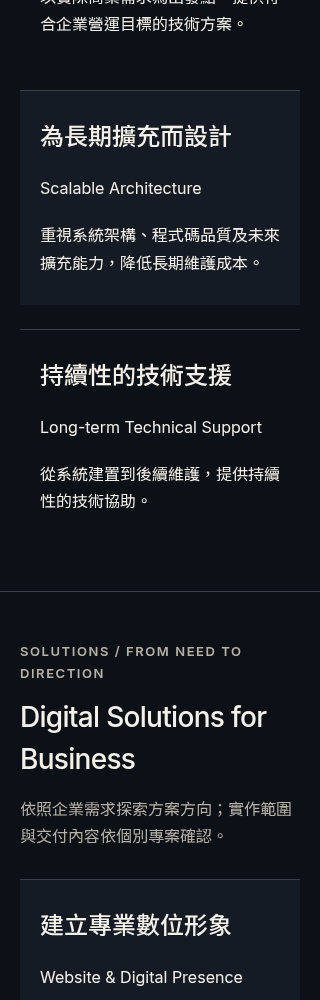 合企業營運目標的技術方案。
為長期擴充而設計
Scalable Architecture
重視系統架構、程式碼品質及未來
擴充能力，降低長期維護成本。
持續性的技術支援
Long-term Technical Support
從系統建置到後續維護，提供持續
性的技術協助。
SOLUTIONS / FROM NEED TO
DIRECTION
Digital Solutions for
Business
依照企業需求探索方案方向；實作範圍
與交付內容依個別專案確認。
建立專業數位形象
Website & Digital Presence